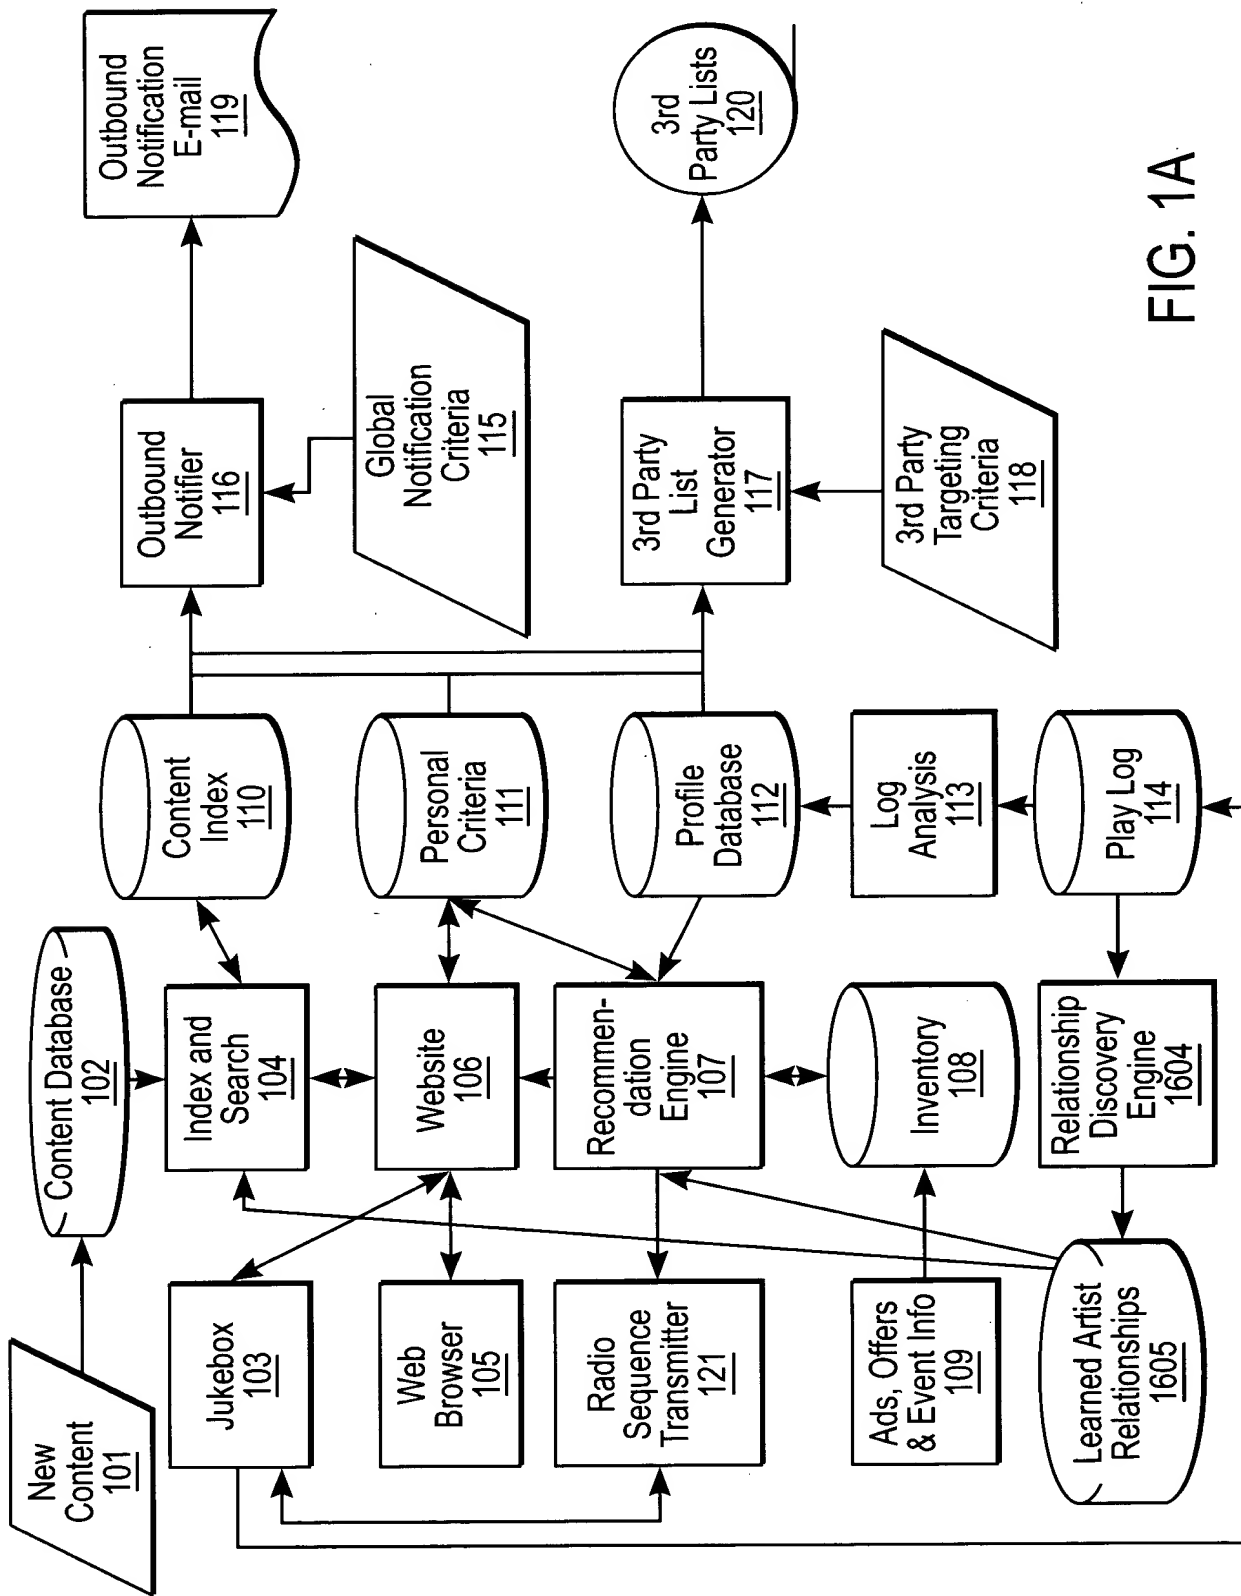 New
Content
101
Content Database
102
Jukebox
103
Index and
Search
104
Content
Index
110
Outbound
Notifier
116
Outbound
Notification
E-mail
119
Web
Browser
105
Website
106
Personal
Criteria
111
Global
Notification
Criteria
115
Radio
Sequence
Transmitter
121
Recommen-
dation
Engine
107
Profile
Database
112
3rd Party
List
Generator
117
3rd
Party Lists
120
Ads, Offers
& Event Info
109
Inventory
108
Log
Analysis
113
3rd Party
Targeting
Criteria
118
Learned Artist
Relationships
1605
Relationship
Discovery
Engine
1604
Play Log
114
FIG. 1A